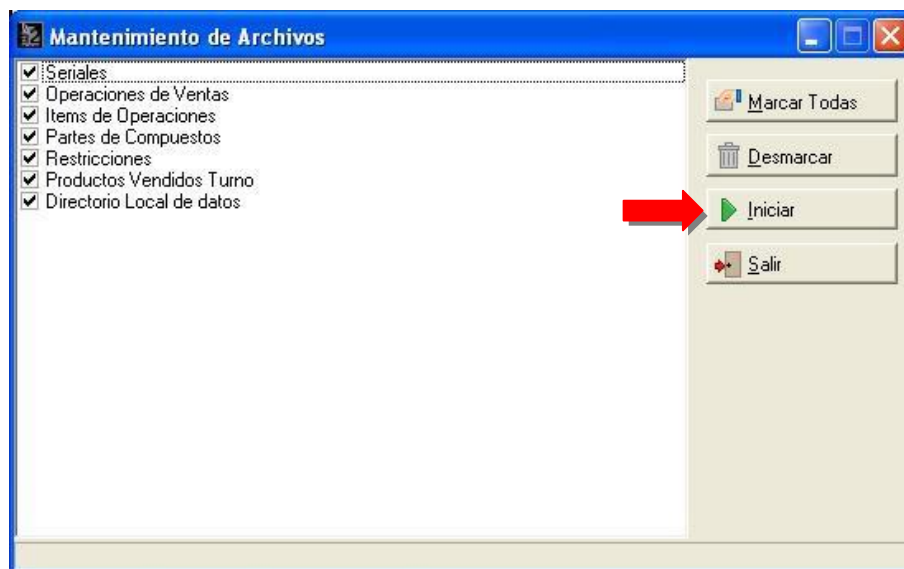 Mantenimiento de Archivos
Seriales
Operaciones de Ventas
Items de Operaciones
Partes de Compuestos
Restricciones
Productos Vendidos Turno
Directorio Local de datos
Marcar Todas
Desmarcar
Iniciar
Salir